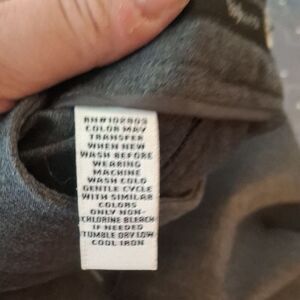 RN#102803
COLOR MAY
TRANSFER
WHEN NEW
WASH BEFORE
WEARING
MACHINE
WASH COLD
GENTLE CYCLE
WITH SIMILAR
COLORS
ONLY NON-
CHLORINE BLEACH
IF NEEDED
TUMBLE DRY LOW
COOL IRON